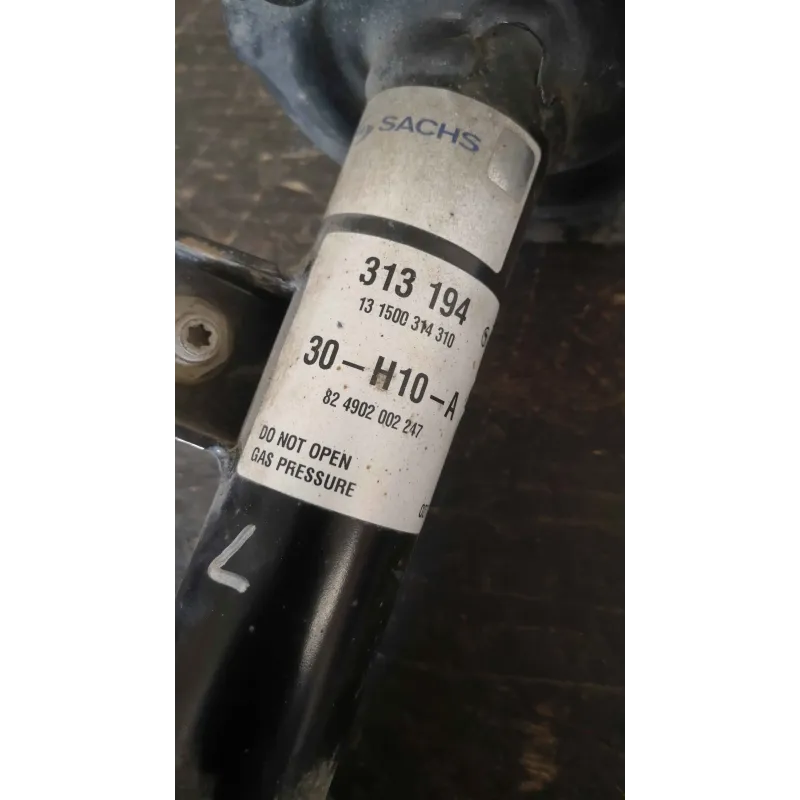 SACHS
313 194
13 1500 314 310
30-H10-A
82 4902 002 247
DO NOT OPEN
GAS PRESSURE
L